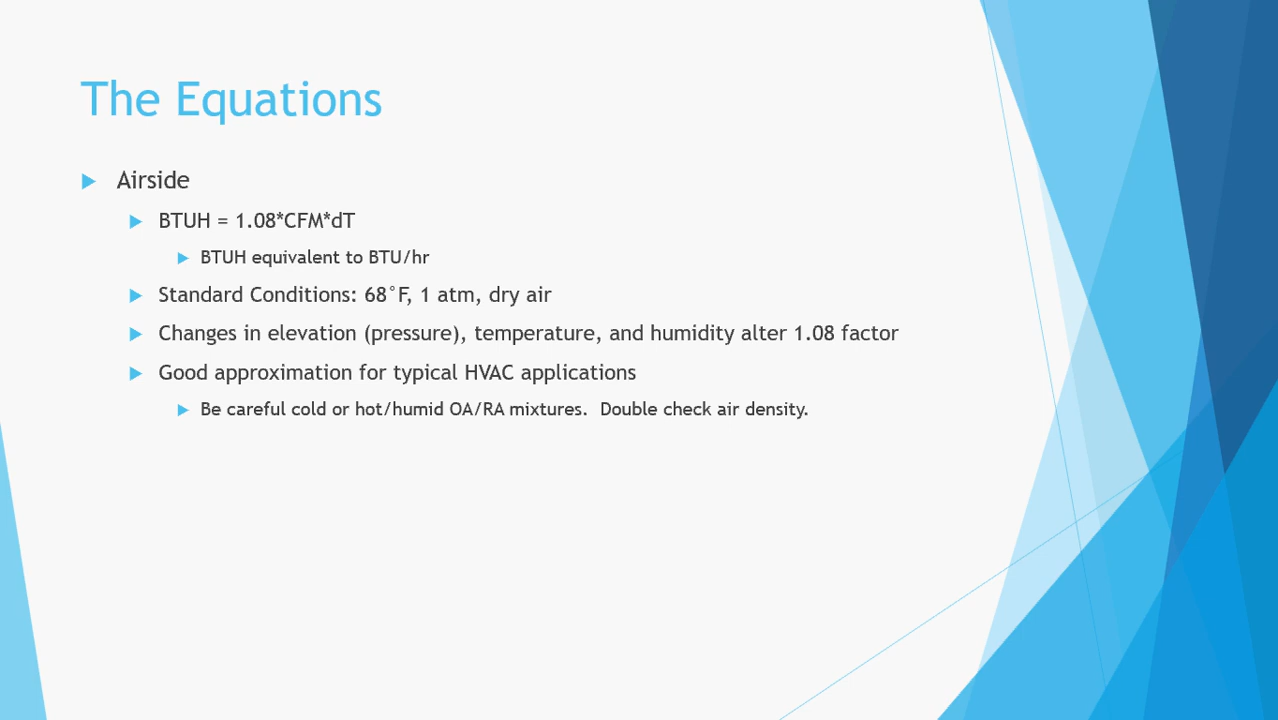 The Equations
Airside
BTUH = 1.08*CFM*dT
BTUH equivalent to BTU/hr
Standard Conditions: 68°F, 1 atm, dry air
Changes in elevation (pressure), temperature, and humidity alter 1.08 factor
Good approximation for typical HVAC applications
Be careful cold or hot/humid OA/RA mixtures.  Double check air density.